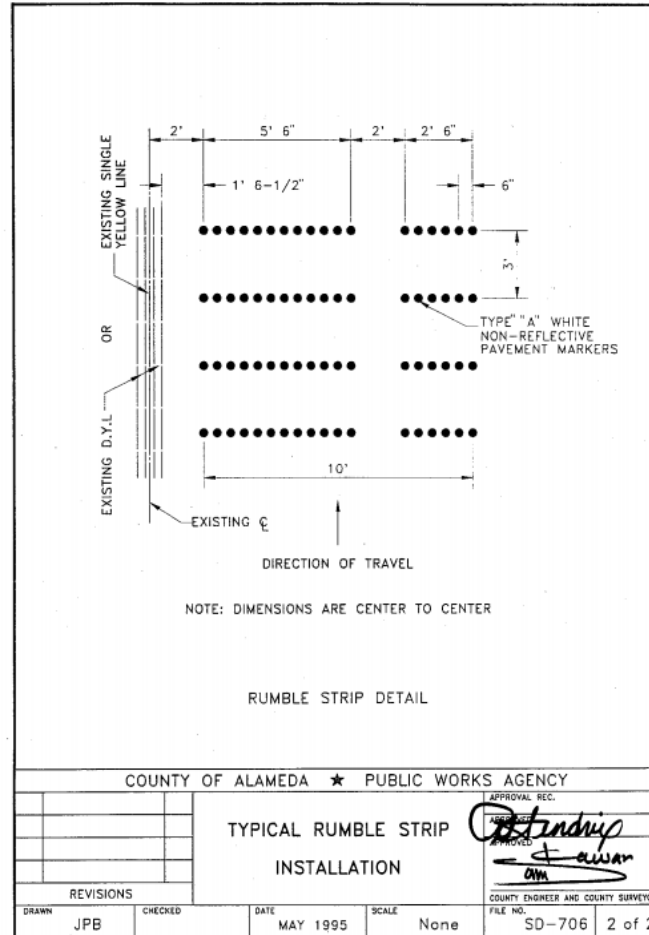 2'
5' 6"
2'
2' 6"
1' 6-1/2"
6"
EXISTING SINGLE
YELLOW LINE
OR
EXISTING D.Y.L
3'
TYPE "A" WHITE
NON-REFLECTIVE
PAVEMENT MARKERS
10'
EXISTING ℄
DIRECTION OF TRAVEL
NOTE: DIMENSIONS ARE CENTER TO CENTER
RUMBLE STRIP DETAIL
COUNTY OF ALAMEDA ★ PUBLIC WORKS AGENCY
TYPICAL RUMBLE STRIP
INSTALLATION
REVISIONS
APPROVAL REC.
APPROVED
COUNTY ENGINEER AND COUNTY SURVEYO
DRAWN
JPB
CHECKED
DATE
MAY 1995
SCALE
None
FILE NO.
SD-706
2 of 2